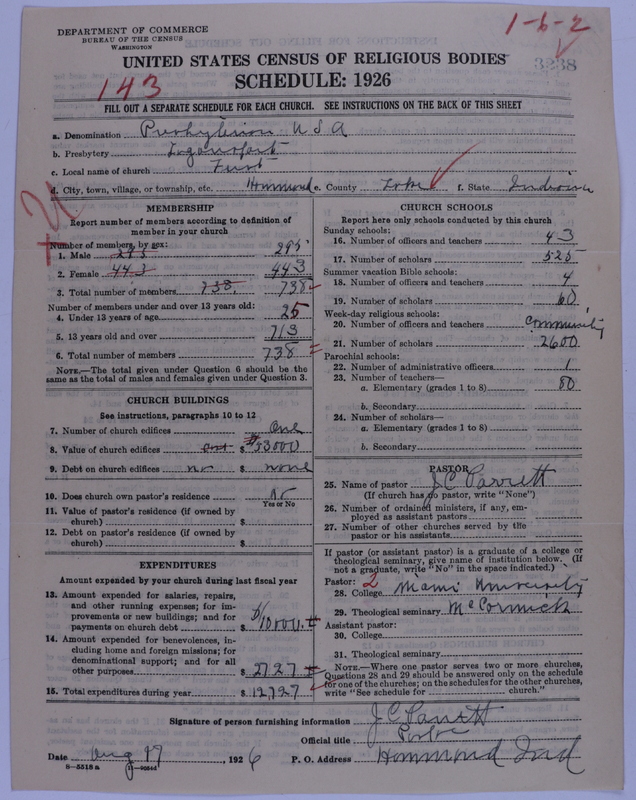 DEPARTMENT OF COMMERCE
BUREAU OF THE CENSUS
WASHINGTON
1-6-2
3238
UNITED STATES CENSUS OF RELIGIOUS BODIES
SCHEDULE: 1926
143
FILL OUT A SEPARATE SCHEDULE FOR EACH CHURCH. SEE INSTRUCTIONS ON THE BACK OF THIS SHEET
a. Denomination Presbyterian U S A
b. Presbytery Logansport
c. Local name of church First
d. City, town, village, or township, etc. Hammond e. County Lake f. State Indiana
MEMBERSHIP
Report number of members according to definition of
member in your church
Number of members, by sex:
1. Male 295 295
2. Female 443 443
3. Total number of members 738 738
Number of members under and over 13 years old:
4. Under 13 years of age 25
5. 13 years old and over 713
6. Total number of members 738
NOTE.—The total given under Question 6 should be
same as the total of males and females given under Question 3.
CHURCH BUILDINGS
See instructions, paragraphs 10 to 12
7. Number of church edifices One
8. Value of church edifices $
9. Debt on church edifices no $ none
10. Does church own pastor's residence No
Yes or No
11. Value of pastor's residence (if owned by
church) $
12. Debt on pastor's residence (if owned by
church) $
EXPENDITURES
Amount expended by your church during last fiscal year
13. Amount expended for salaries, repairs,
and other running expenses; for im-
provements or new buildings; and for
payments on church debt $ 10000
14. Amount expended for benevolences, in-
cluding home and foreign missions; for
denominational support; and for all
other purposes $ 2727
15. Total expenditures during year $ 12727
CHURCH SCHOOLS
Report here only schools conducted by this church
Sunday schools:
16. Number of officers and teachers 43
17. Number of scholars 525
Summer vacation Bible schools:
18. Number of officers and teachers 4
19. Number of scholars 60
Week-day religious schools:
20. Number of officers and teachers Community
21. Number of scholars 2600
Parochial schools:
22. Number of administrative officers 1
23. Number of teachers—
a. Elementary (grades 1 to 8) 80
b. Secondary
24. Number of scholars—
a. Elementary (grades 1 to 8)
b. Secondary
PASTOR
25. Name of pastor J C Parrett
(If church has no pastor, write "None")
26. Number of ordained ministers, if any, em-
ployed as assistant pastors
27. Number of other churches served by the
pastor or his assistants
If pastor (or assistant pastor) is a graduate of a college or
theological seminary, give name of institution below. (If
not a graduate, write "No" in the space indicated.)
Pastor: 2
28. College Miami University
29. Theological seminary McCormick
Assistant pastor:
30. College
31. Theological seminary
NOTE.—Where one pastor serves two or more churches,
Questions 28 and 29 should be answered only on the schedule
for one of the churches; on the schedules for the other churches,
write "See schedule for church."
Signature of person furnishing information J C Parrett
Official title Pastor
Date Aug 17, 1926 P. O. Address Hammond Ind
8-5518a